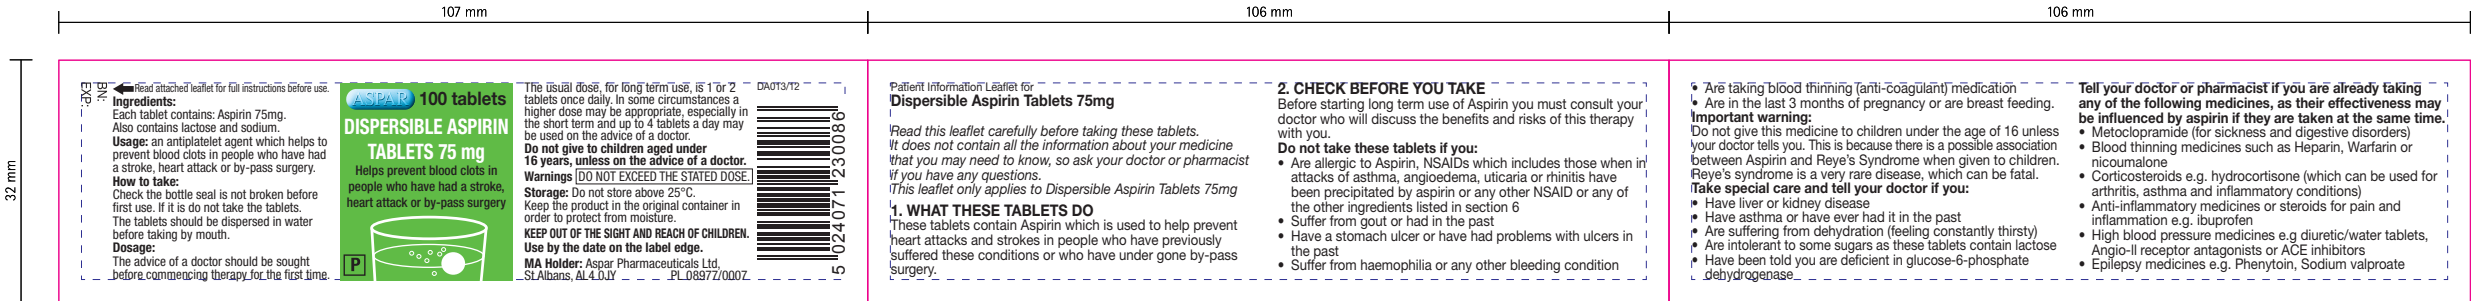 107 mm
106 mm
106 mm
32 mm
BN:
EXP:
Read attached leaflet for full instructions before use.
Ingredients:
Each tablet contains: Aspirin 75mg.
Also contains lactose and sodium.
Usage: an antiplatelet agent which helps to
prevent blood clots in people who have had
a stroke, heart attack or by-pass surgery.
How to take:
Check the bottle seal is not broken before
first use. If it is do not take the tablets.
The tablets should be dispersed in water
before taking by mouth.
Dosage:
The advice of a doctor should be sought
before commencing therapy for the first time.
ASPAR 100 tablets
DISPERSIBLE ASPIRIN
TABLETS 75 mg
Helps prevent blood clots in
people who have had a stroke,
heart attack or by-pass surgery
P
The usual dose, for long term use, is 1 or 2
tablets once daily. In some circumstances a
higher dose may be appropriate, especially in
the short term and up to 4 tablets a day may
be used on the advice of a doctor.
Do not give to children aged under
16 years, unless on the advice of a doctor.
Warnings DO NOT EXCEED THE STATED DOSE.
Storage: Do not store above 25°C.
Keep the product in the original container in
order to protect from moisture.
KEEP OUT OF THE SIGHT AND REACH OF CHILDREN.
Use by the date on the label edge.
MA Holder: Aspar Pharmaceuticals Ltd,
St Albans, AL4 0JY PL 08977/0007
DA013/T2
5 024071 230086
Patient Information Leaflet for
Dispersible Aspirin Tablets 75mg
Read this leaflet carefully before taking these tablets.
It does not contain all the information about your medicine
that you may need to know, so ask your doctor or pharmacist
if you have any questions.
This leaflet only applies to Dispersible Aspirin Tablets 75mg
1. WHAT THESE TABLETS DO
These tablets contain Aspirin which is used to help prevent
heart attacks and strokes in people who have previously
suffered these conditions or who have under gone by-pass
surgery.
2. CHECK BEFORE YOU TAKE
Before starting long term use of Aspirin you must consult your
doctor who will discuss the benefits and risks of this therapy
with you.
Do not take these tablets if you:
• Are allergic to Aspirin, NSAIDs which includes those when in
attacks of asthma, angioedema, uticaria or rhinitis have
been precipitated by aspirin or any other NSAID or any of
the other ingredients listed in section 6
• Suffer from gout or had in the past
• Have a stomach ulcer or have had problems with ulcers in
the past
• Suffer from haemophilia or any other bleeding condition
• Are taking blood thinning (anti-coagulant) medication
• Are in the last 3 months of pregnancy or are breast feeding.
Important warning:
Do not give this medicine to children under the age of 16 unless
your doctor tells you. This is because there is a possible association
between Aspirin and Reye's Syndrome when given to children.
Reye's syndrome is a very rare disease, which can be fatal.
Take special care and tell your doctor if you:
• Have liver or kidney disease
• Have asthma or have ever had it in the past
• Are suffering from dehydration (feeling constantly thirsty)
• Are intolerant to some sugars as these tablets contain lactose
• Have been told you are deficient in glucose-6-phosphate
dehydrogenase
Tell your doctor or pharmacist if you are already taking
any of the following medicines, as their effectiveness may
be influenced by aspirin if they are taken at the same time.
• Metoclopramide (for sickness and digestive disorders)
• Blood thinning medicines such as Heparin, Warfarin or
nicoumalone
• Corticosteroids e.g. hydrocortisone (which can be used for
arthritis, asthma and inflammatory conditions)
• Anti-inflammatory medicines or steroids for pain and
inflammation e.g. ibuprofen
• High blood pressure medicines e.g diuretic/water tablets,
Angio-II receptor antagonists or ACE inhibitors
• Epilepsy medicines e.g. Phenytoin, Sodium valproate